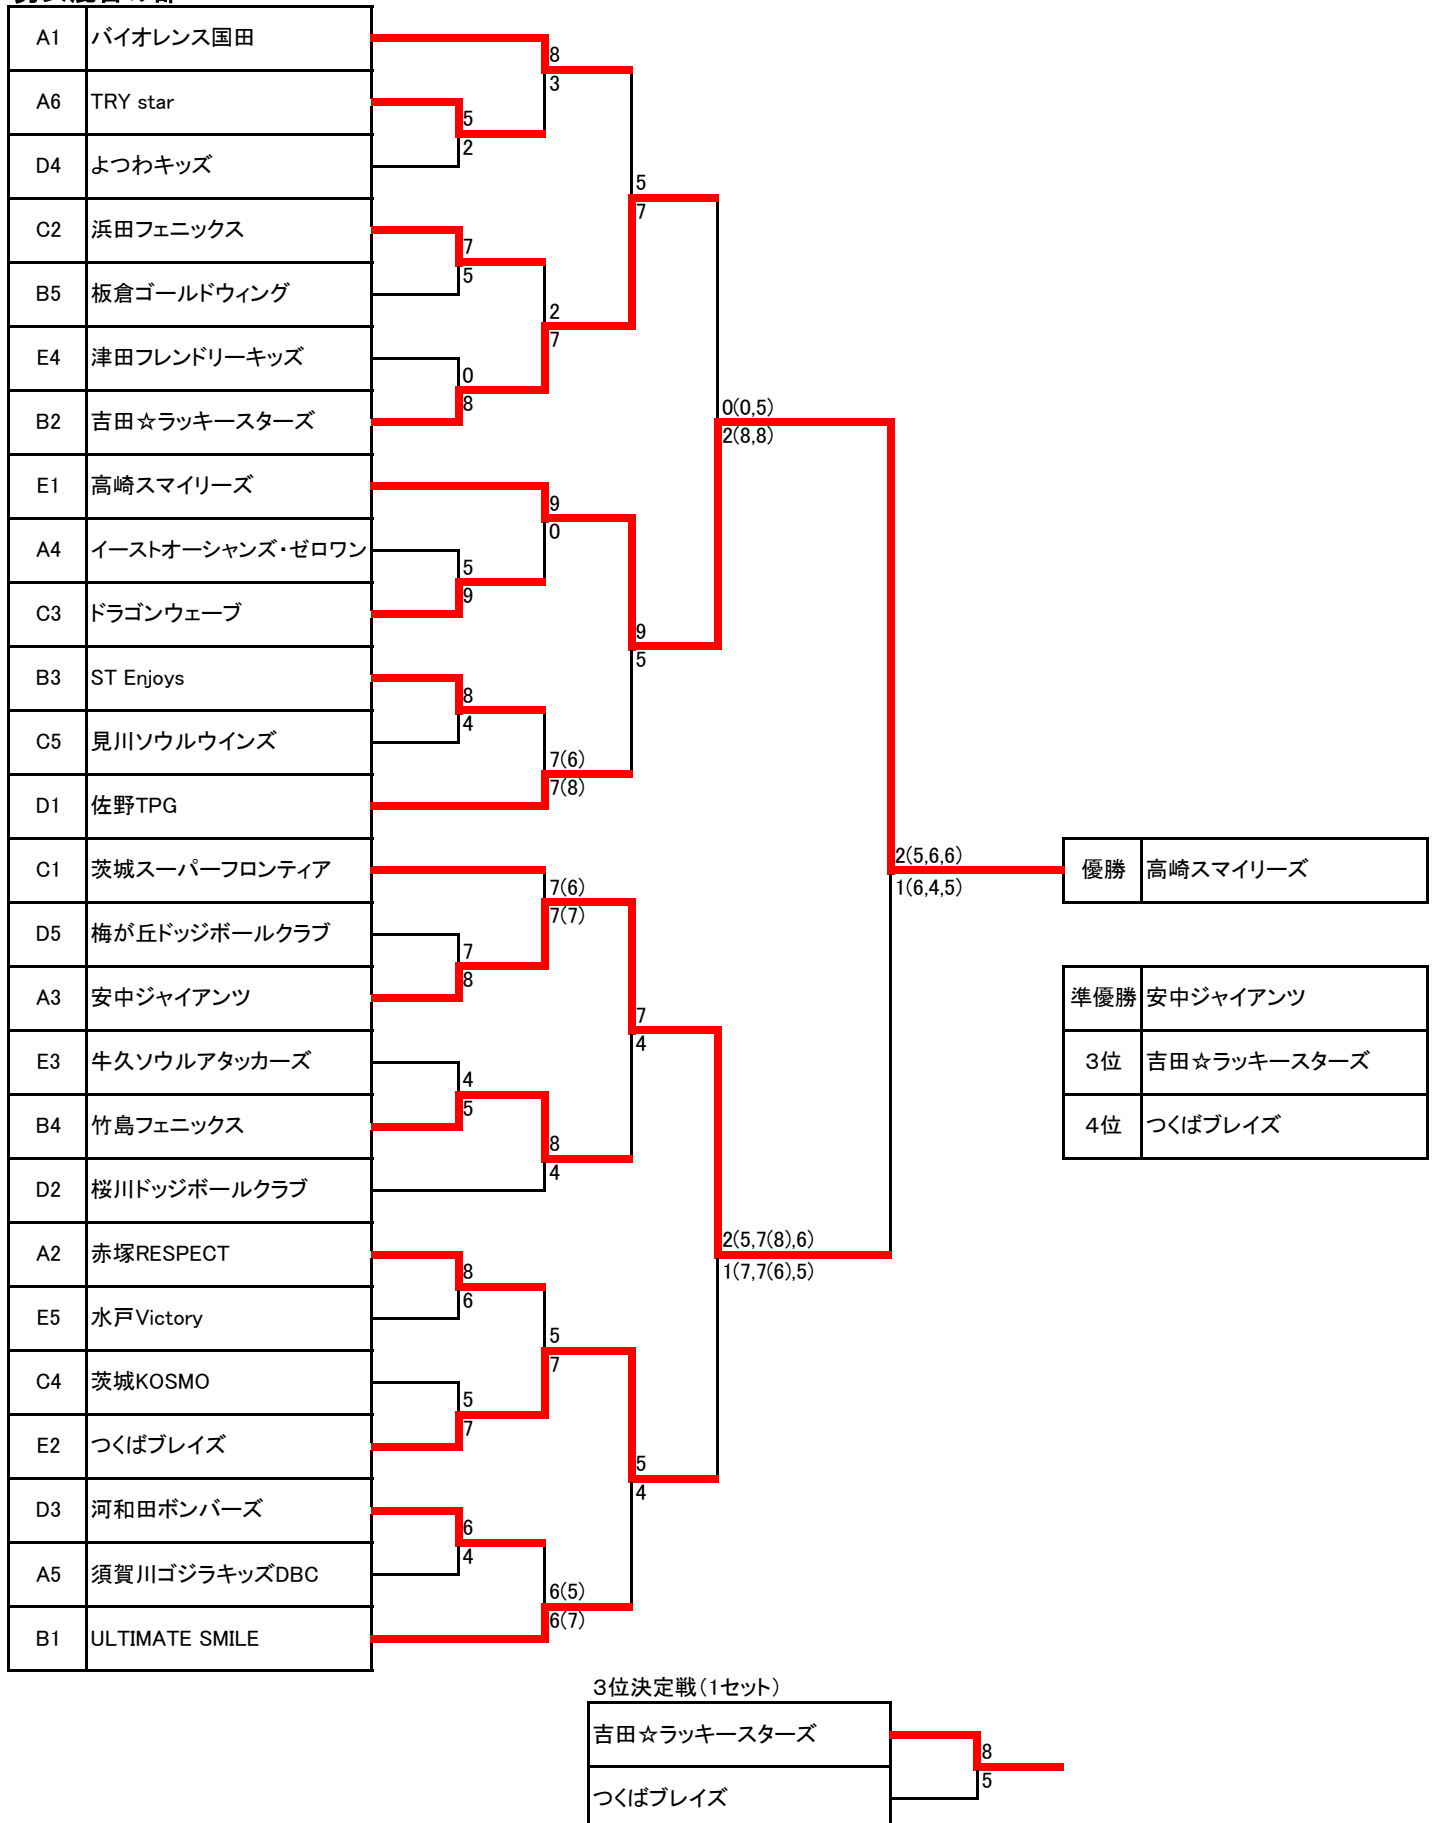 A1 バイオレンス国田
8
3
A6 TRY star
5
2
D4 よつわキッズ
5
7
C2 浜田フェニックス
7
5
B5 板倉ゴールドウィング
2
7
E4 津田フレンドリーキッズ
0
8
B2 吉田☆ラッキースターズ
0(0,5)
2(8,8)
E1 高崎スマイリーズ
9
0
A4 イーストオーシャンズ・ゼロワン
5
9
C3 ドラゴンウェーブ
9
5
B3 ST Enjoys
8
4
C5 見川ソウルウインズ
7(6)
7(8)
D1 佐野TPG
C1 茨城スーパーフロンティア
2(5,6,6)
1(6,4,5)
優勝 高崎スマイリーズ
7(6)
7(7)
D5 梅が丘ドッジボールクラブ
7
8
A3 安中ジャイアンツ
準優勝 安中ジャイアンツ
7
4
E3 牛久ソウルアタッカーズ
3位 吉田☆ラッキースターズ
4
5
B4 竹島フェニックス
4位 つくばブレイズ
8
4
D2 桜川ドッジボールクラブ
A2 赤塚RESPECT
2(5,7(8),6)
1(7,7(6),5)
8
6
E5 水戸Victory
5
7
C4 茨城KOSMO
5
7
E2 つくばブレイズ
5
4
D3 河和田ボンバーズ
6
4
A5 須賀川ゴジラキッズDBC
6(5)
6(7)
B1 ULTIMATE SMILE
3位決定戦(1セット)
吉田☆ラッキースターズ
8
5
つくばブレイズ